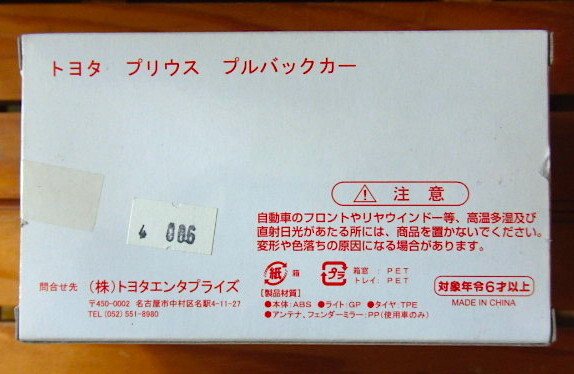 トヨタ プリウス プルバックカー
4 006
注意
自動車のフロントやリヤウインドー等、高温多湿及び
直射日光があたる所には、商品を置かないでください。
変形や色落ちの原因になる場合があります。
紙 箱
プラ 箱窓 : PET
トレイ : PET
問合せ先 (株)トヨタエンタプライズ
〒450-0002 名古屋市中村区名駅4-11-27
TEL (052) 551-8980
[製品材質]
●本体:ABS ●ライト:GP ●タイヤ:TPE
●アンテナ、フェンダーミラー:PP(使用車のみ)
対象年令6才以上
MADE IN CHINA